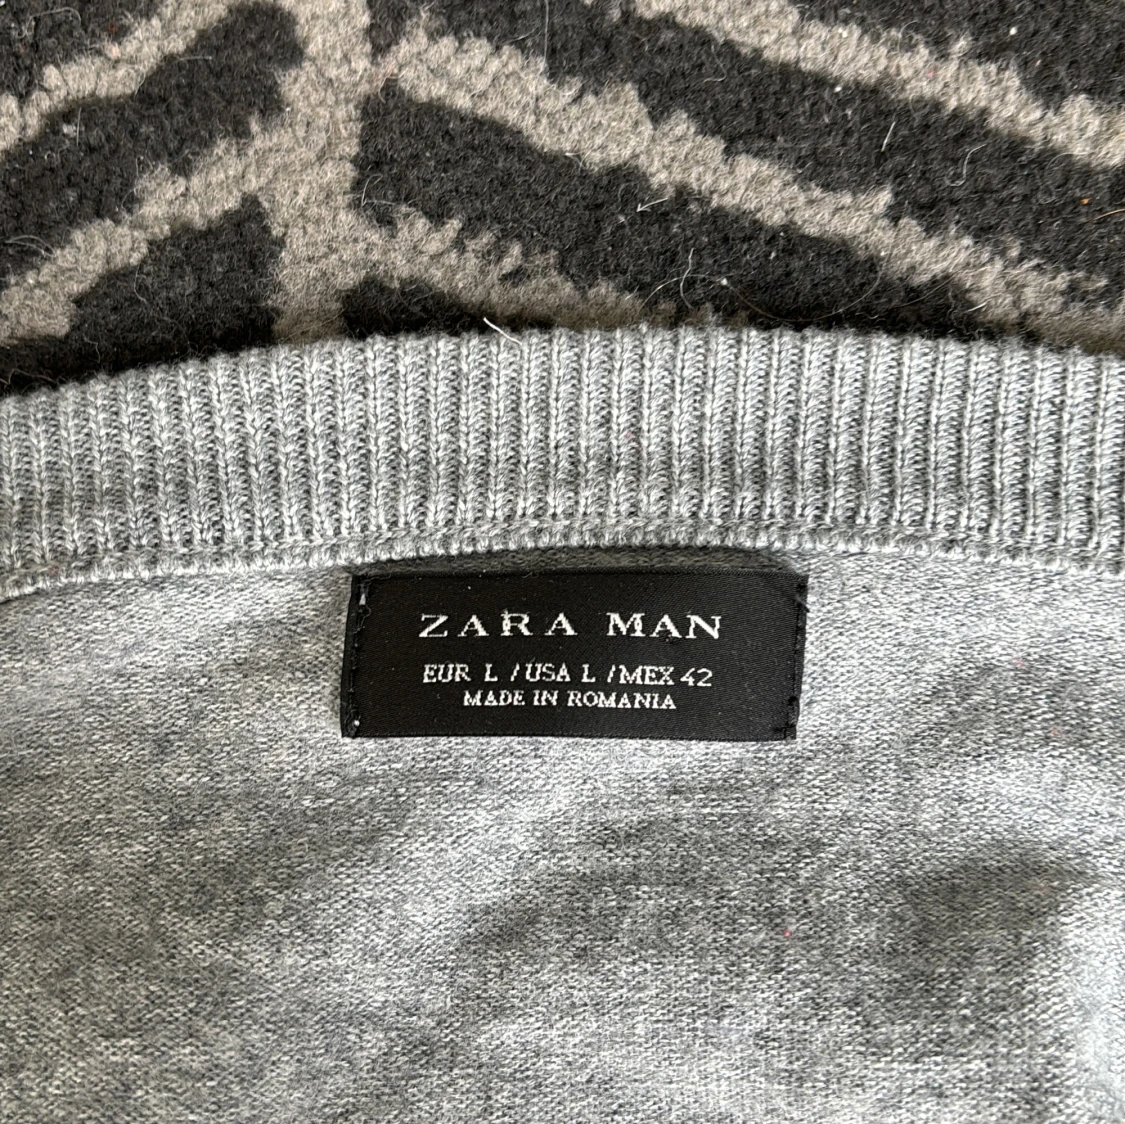 ZARA MAN
EUR L / USA L / MEX 42
MADE IN ROMANIA